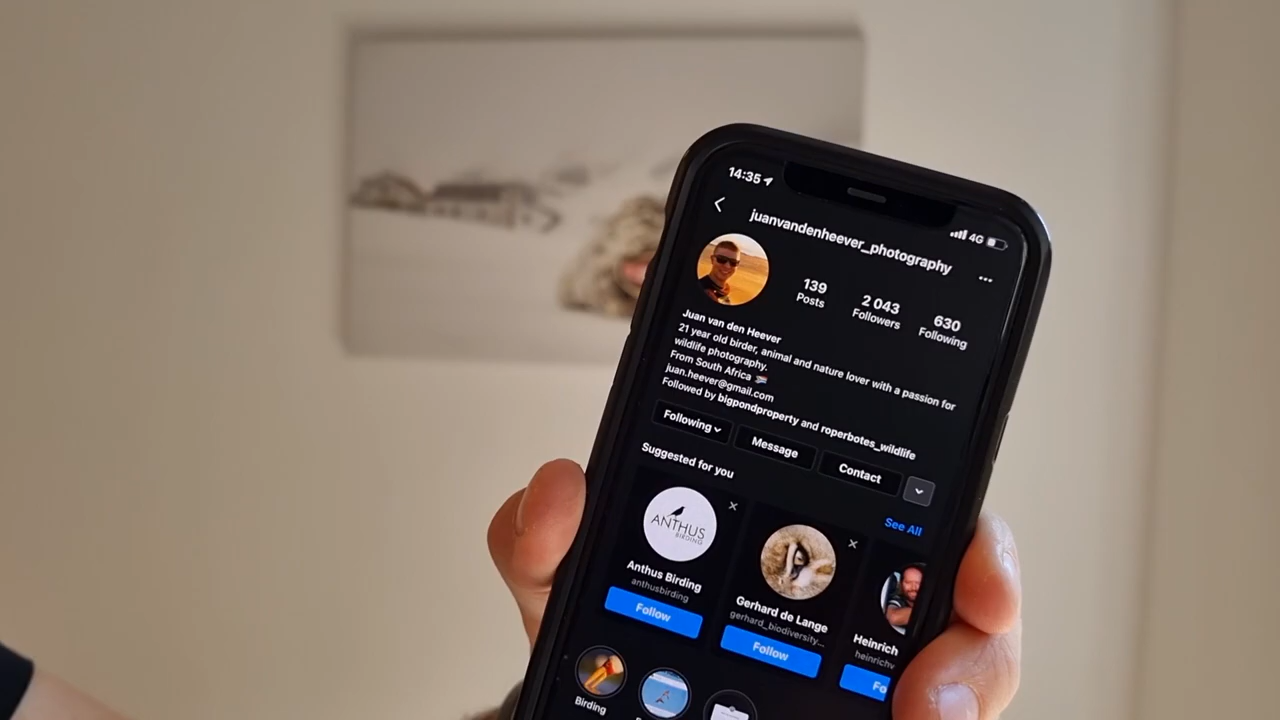 14:35
4G
juanvandenheever_photography
139
Posts
2 043
Followers
630
Following
Juan van den Heever
21 year old birder, animal and nature lover with a passion for
wildlife photography.
From South Africa 🇿🇦
juan.heever@gmail.com
Followed by bigpondproperty and roperbotes_wildlife
Following
Message
Contact
Suggested for you
See All
ANTHUS
BIRDING
Anthus Birding
anthusbirding
Follow
Gerhard de Lange
gerhard_biodiversity...
Follow
Heinrich
heinrichv
Fo
Birding